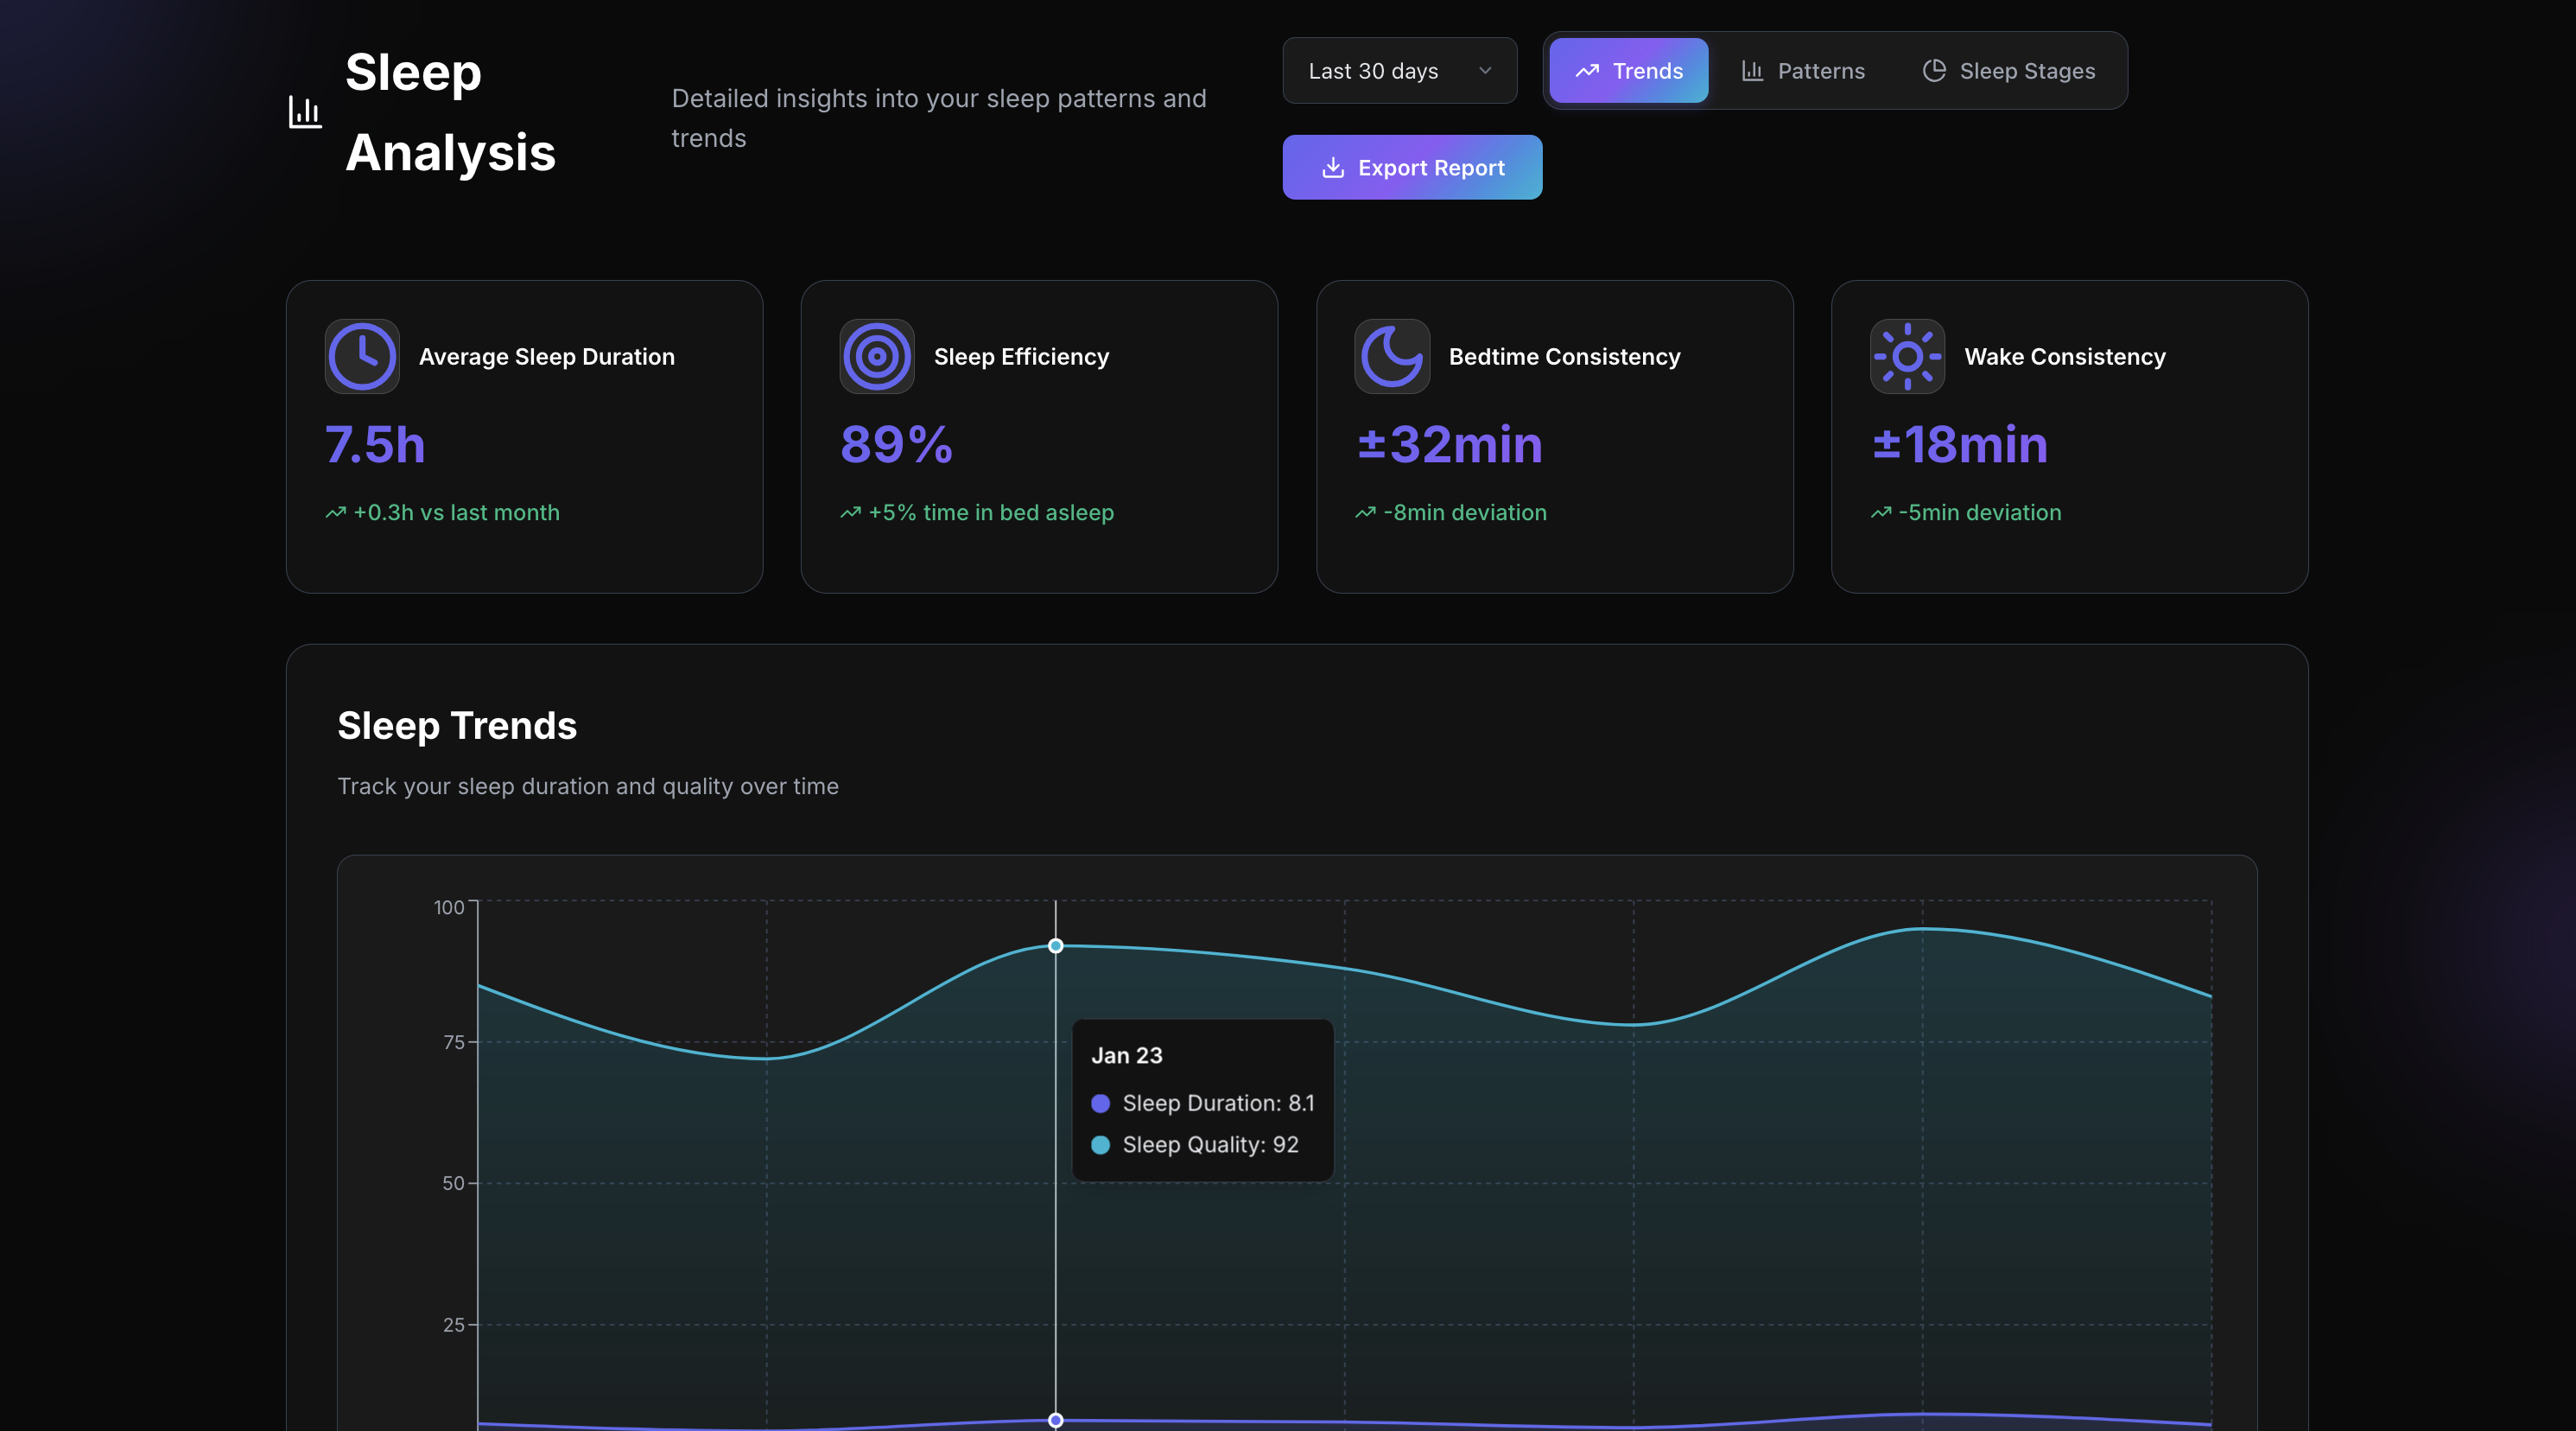 Sleep
Analysis
Detailed insights into your sleep patterns and
trends
Last 30 days
Trends
Patterns
Sleep Stages
Export Report
Average Sleep Duration
7.5h
+0.3h vs last month
Sleep Efficiency
89%
+5% time in bed asleep
Bedtime Consistency
±32min
-8min deviation
Wake Consistency
±18min
-5min deviation
Sleep Trends
Track your sleep duration and quality over time
100
75
50
25
Jan 23
Sleep Duration: 8.1
Sleep Quality: 92